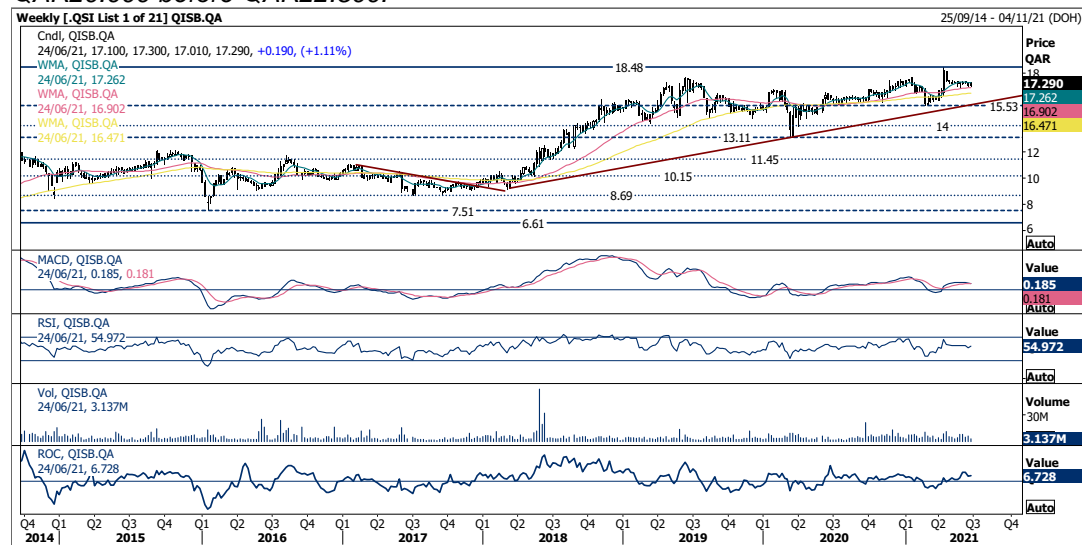 QAR20.000 before QAR22.500.
Weekly [.QSI List 1 of 21] QISB.QA
25/09/14 - 04/11/21 (DOH)
Cndl, QISB.QA
24/06/21, 17.100, 17.300, 17.010, 17.290, +0.190, (+1.11%)
WMA, QISB.QA
24/06/21, 17.262
WMA, QISB.QA
24/06/21, 16.902
WMA, QISB.QA
24/06/21, 16.471
Price
QAR
18
17.290
17.262
16.902
16.471
12
10
8
6
Auto
18.48
15.53
14
13.11
11.45
10.15
8.69
7.51
6.61
MACD, QISB.QA
24/06/21, 0.185, 0.181
Value
0.185
0.181
Auto
RSI, QISB.QA
24/06/21, 54.972
Value
54.972
Auto
Vol, QISB.QA
24/06/21, 3.137M
Volume
30M
3.137M
ROC, QISB.QA
24/06/21, 6.728
Value
6.728
Auto
Q4 Q1 Q2 Q3 Q4 Q1 Q2 Q3 Q4 Q1 Q2 Q3 Q4 Q1 Q2 Q3 Q4 Q1 Q2 Q3 Q4 Q1 Q2 Q3 Q4 Q1 Q2 Q3 Q4
2014 2015 2016 2017 2018 2019 2020 2021